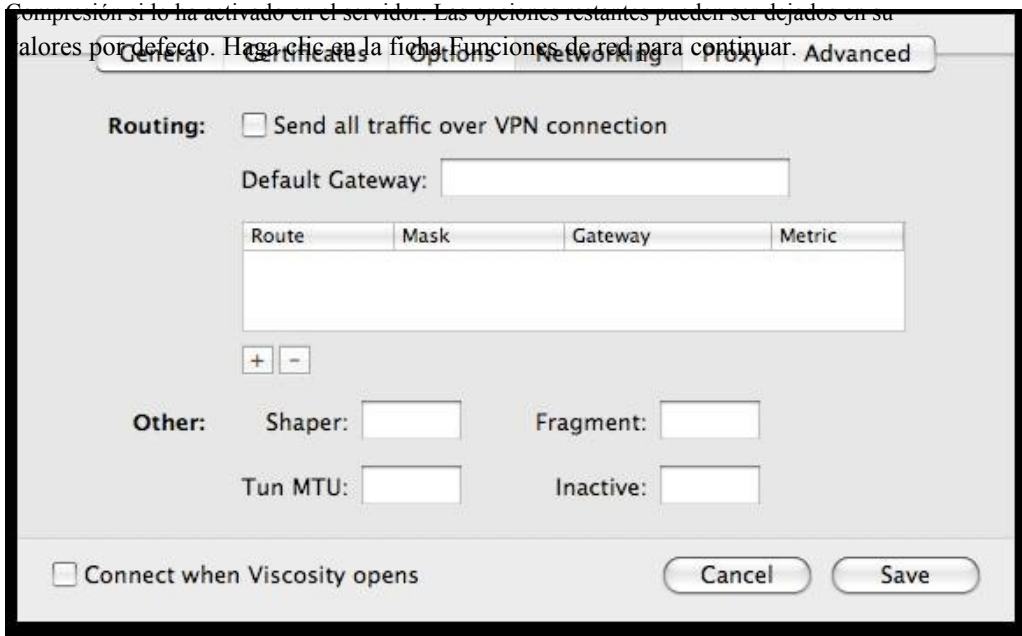 Compresión si lo ha activado en el servidor. Las opciones restantes pueden ser dejados en su
valores por defecto. Haga clic en la ficha Funciones de red para continuar.
General Certificates Options Networking Proxy Advanced
Routing: Send all traffic over VPN connection
Default Gateway:
Route Mask Gateway Metric
+ -
Other: Shaper: Fragment:
Tun MTU: Inactive:
Connect when Viscosity opens Cancel Save